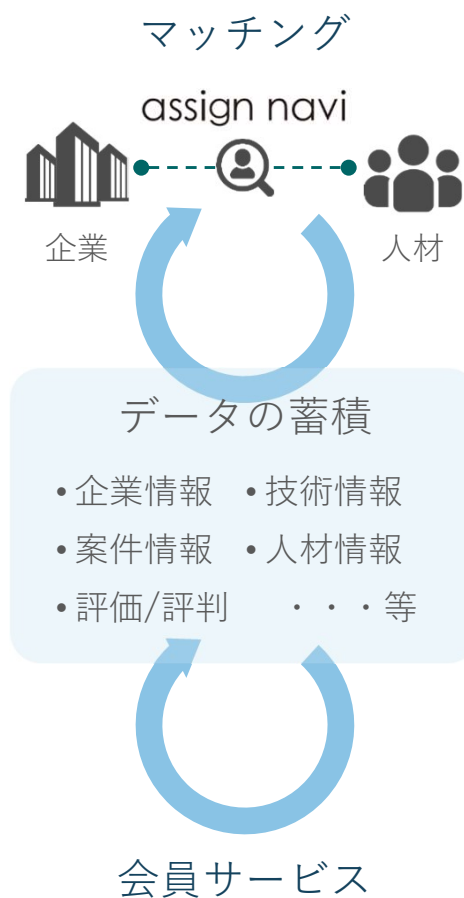 マッチング
assign navi
企業 人材
データの蓄積
• 企業情報 • 技術情報
• 案件情報 • 人材情報
• 評価/評判 ・・・等
会員サービス